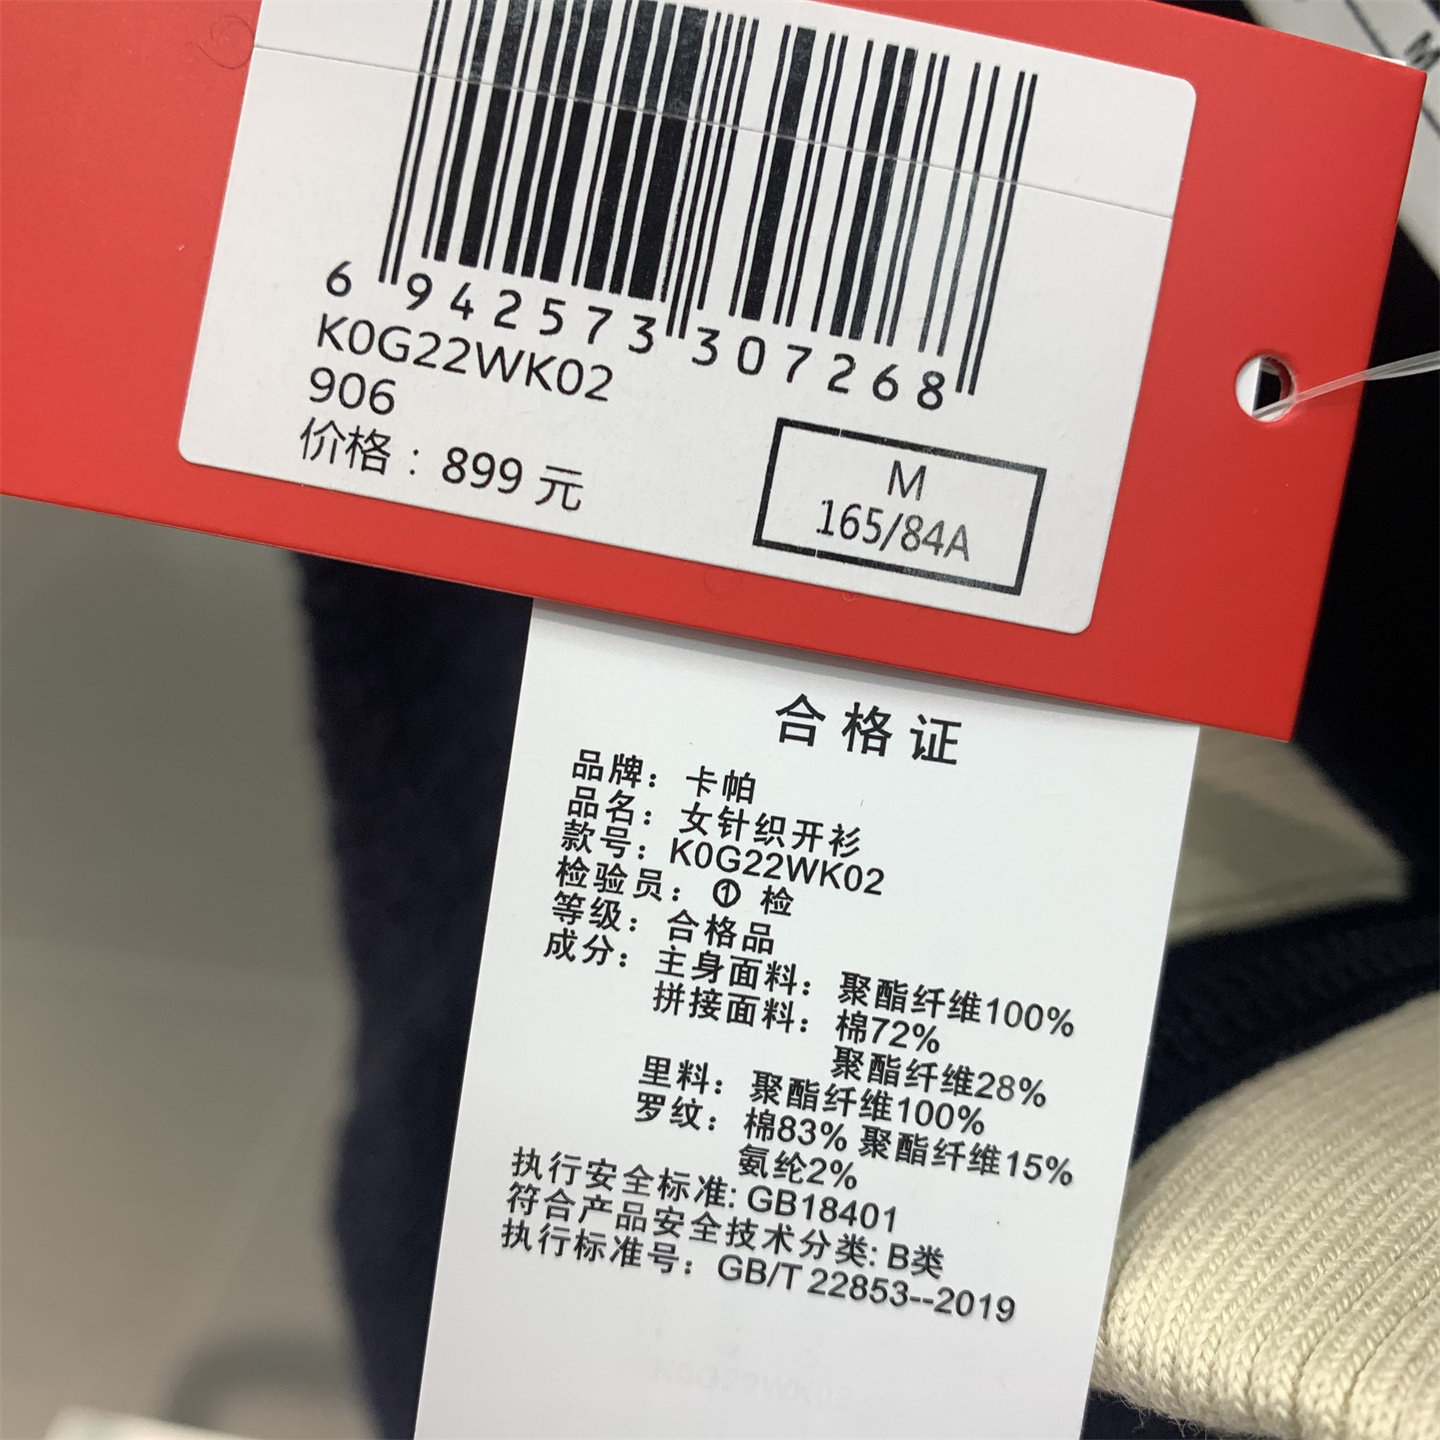 6 942573 307268
K0G22WK02
906
价格：899 元
M
165/84A
合格证
品牌：卡帕
品名：女针织开衫
款号：K0G22WK02
检验员：① 检
等级：合格品
成分：主身面料：聚酯纤维100%
拼接面料：棉72%
聚酯纤维28%
里料：聚酯纤维100%
罗纹：棉83% 聚酯纤维15%
氨纶2%
执行安全标准: GB18401
符合产品安全技术分类: B类
执行标准号：GB/T 22853--2019